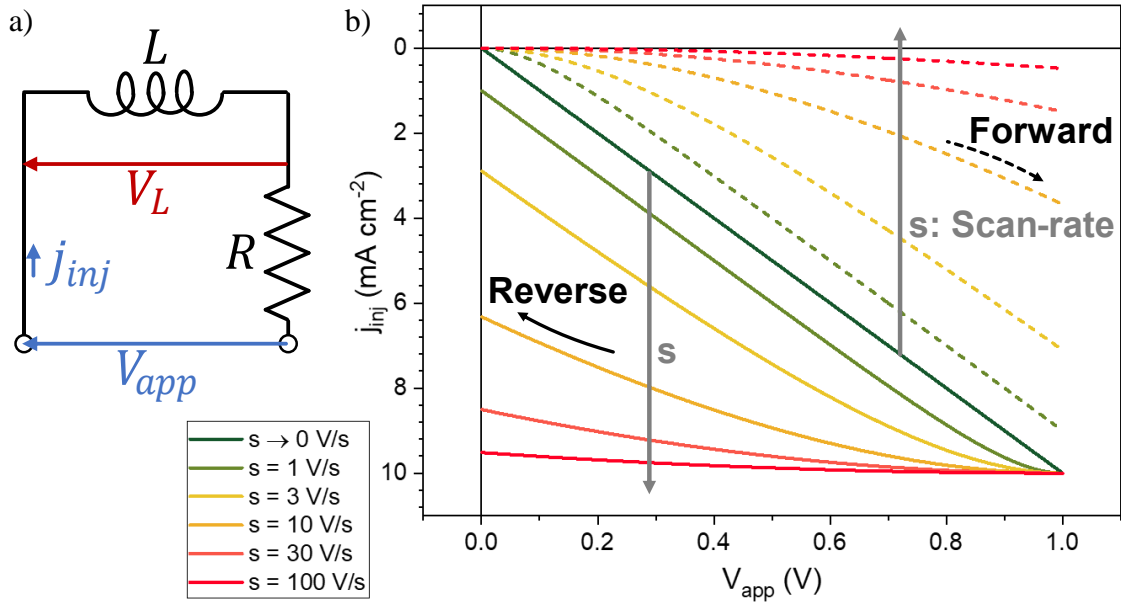 a)
L
V_L
R
j_inj
V_app
s → 0 V/s
s = 1 V/s
s = 3 V/s
s = 10 V/s
s = 30 V/s
s = 100 V/s
b)
0
2
4
6
8
10
j_inj (mA cm⁻²)
Forward
s: Scan-rate
Reverse
s
0.0
0.2
0.4
0.6
0.8
1.0
V_app (V)